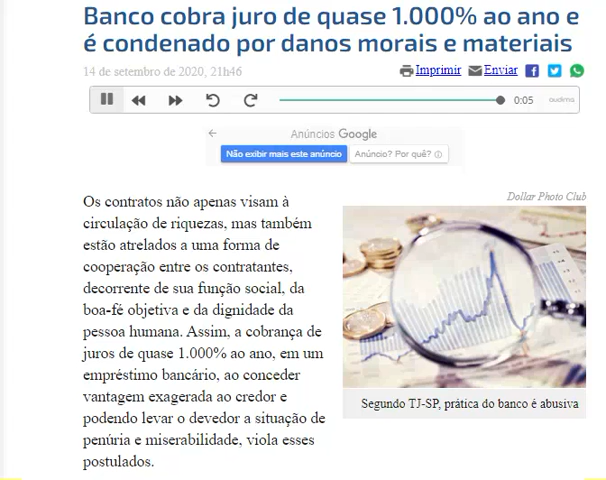 Banco cobra juro de quase 1.000% ao ano e
é condenado por danos morais e materiais
14 de setembro de 2020, 21h46
Imprimir Enviar
0:05 audima
Anúncios Google
Não exibir mais este anúncio Anúncio? Por quê?
Os contratos não apenas visam à
circulação de riquezas, mas também
estão atrelados a uma forma de
cooperação entre os contratantes,
decorrente de sua função social, da
boa-fé objetiva e da dignidade da
pessoa humana. Assim, a cobrança de
juros de quase 1.000% ao ano, em um
empréstimo bancário, ao conceder
vantagem exagerada ao credor e
podendo levar o devedor a situação de
penúria e miserabilidade, viola esses
postulados.
Dollar Photo Club
Segundo TJ-SP, prática do banco é abusiva